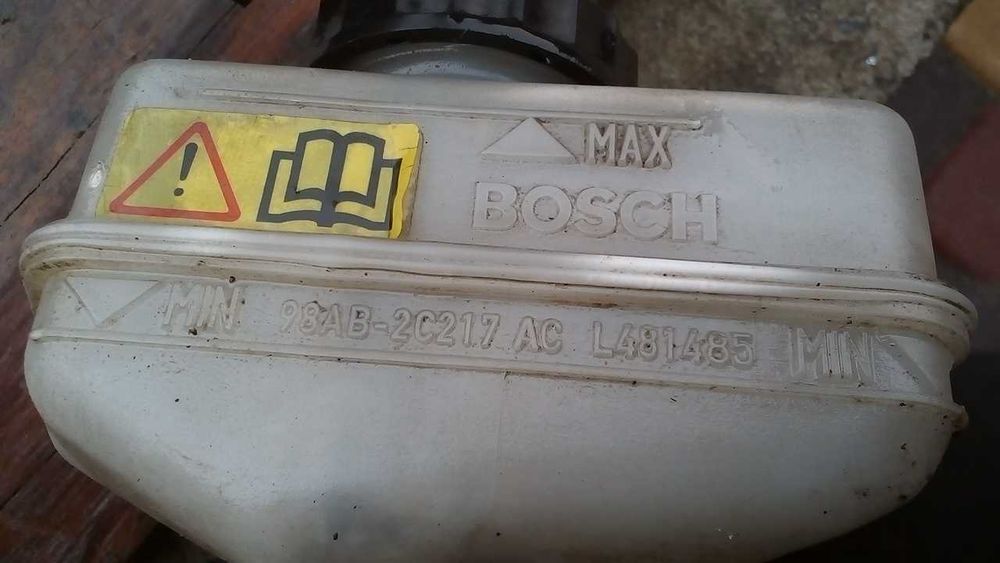 !
MAX
BOSCH
MIN 98AB-2C217 AC L481485 MIN